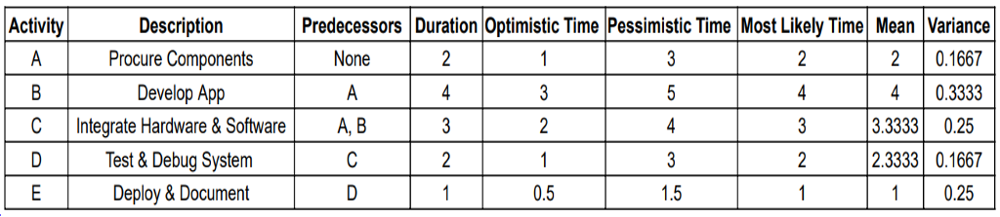 Activity Description Predecessors Duration Optimistic Time Pessimistic Time Most Likely Time Mean Variance
A Procure Components None 2 1 3 2 2 0.1667
B Develop App A 4 3 5 4 4 0.3333
C Integrate Hardware & Software A, B 3 2 4 3 3.3333 0.25
D Test & Debug System C 2 1 3 2 2.3333 0.1667
E Deploy & Document D 1 0.5 1.5 1 1 0.25